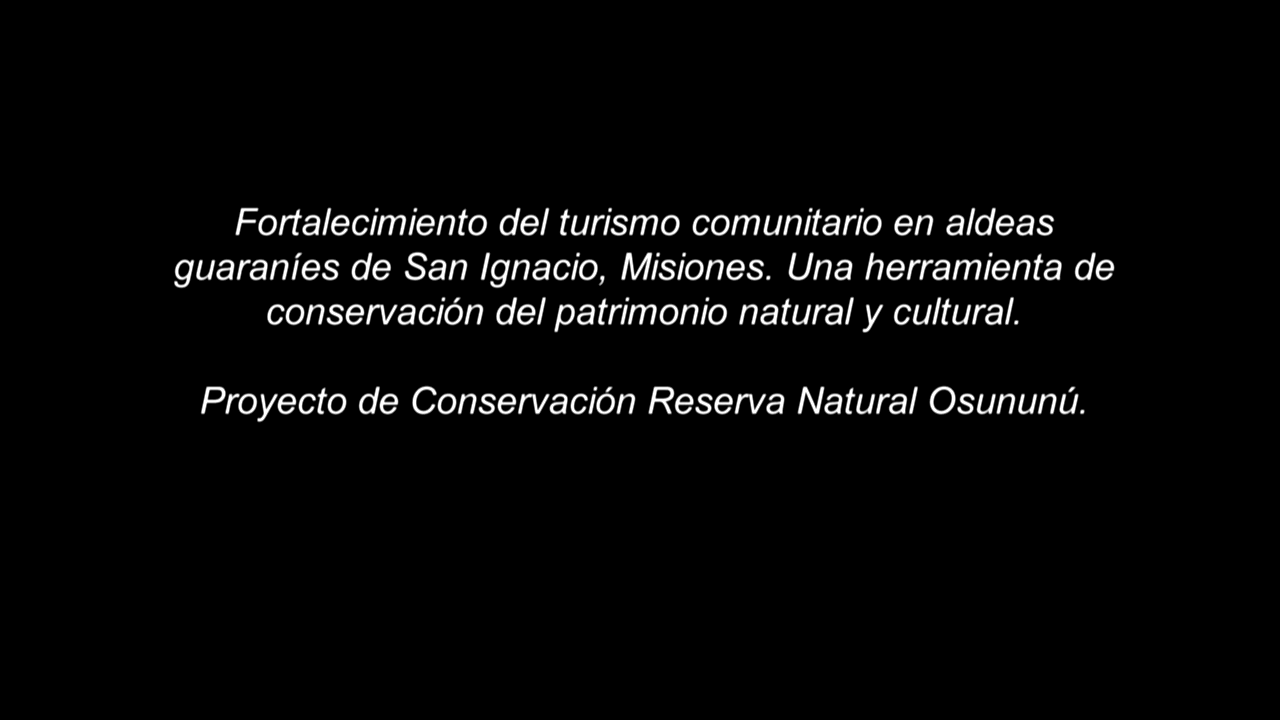 Fortalecimiento del turismo comunitario en aldeas
guaraníes de San Ignacio, Misiones. Una herramienta de
conservación del patrimonio natural y cultural.
Proyecto de Conservación Reserva Natural Osununú.